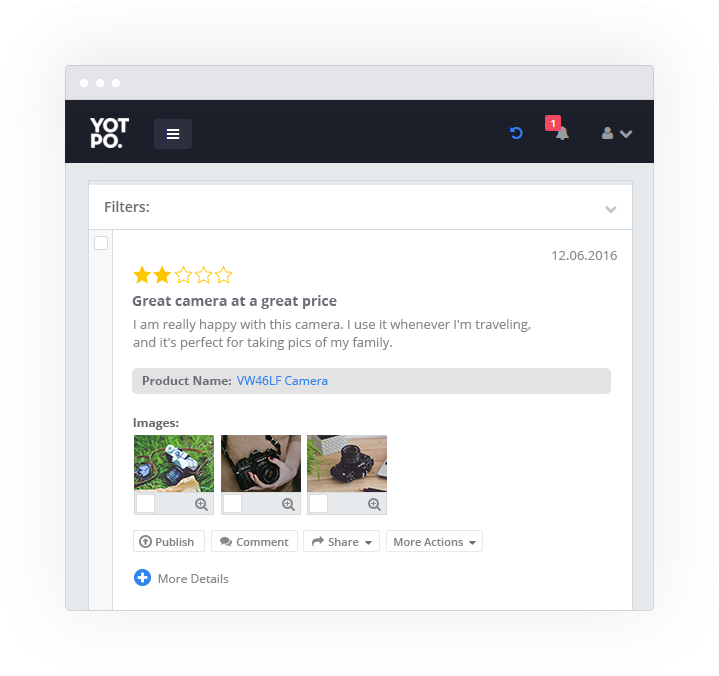 YOT
PO.
1
Filters:
12.06.2016
Great camera at a great price
I am really happy with this camera. I use it whenever I'm traveling,
and it's perfect for taking pics of my family.
Product Name: VW46LF Camera
Images:
Publish Comment Share More Actions
More Details